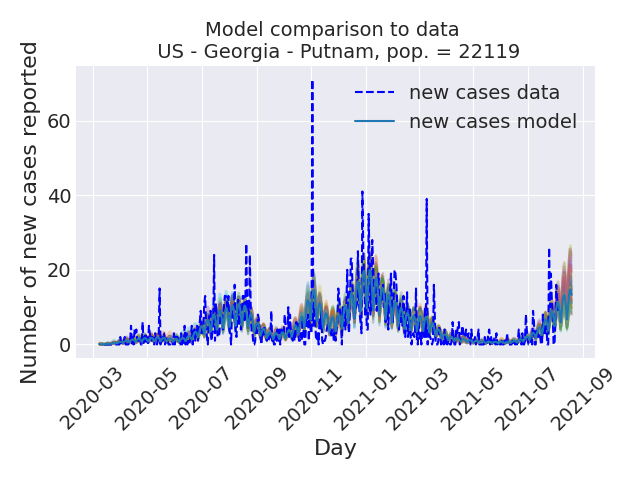 Model comparison to data
US - Georgia - Putnam, pop. = 22119
new cases data
new cases model
Number of new cases reported
60
40
20
0
2020-03
2020-05
2020-07
2020-09
2020-11
2021-01
2021-03
2021-05
2021-07
2021-09
Day